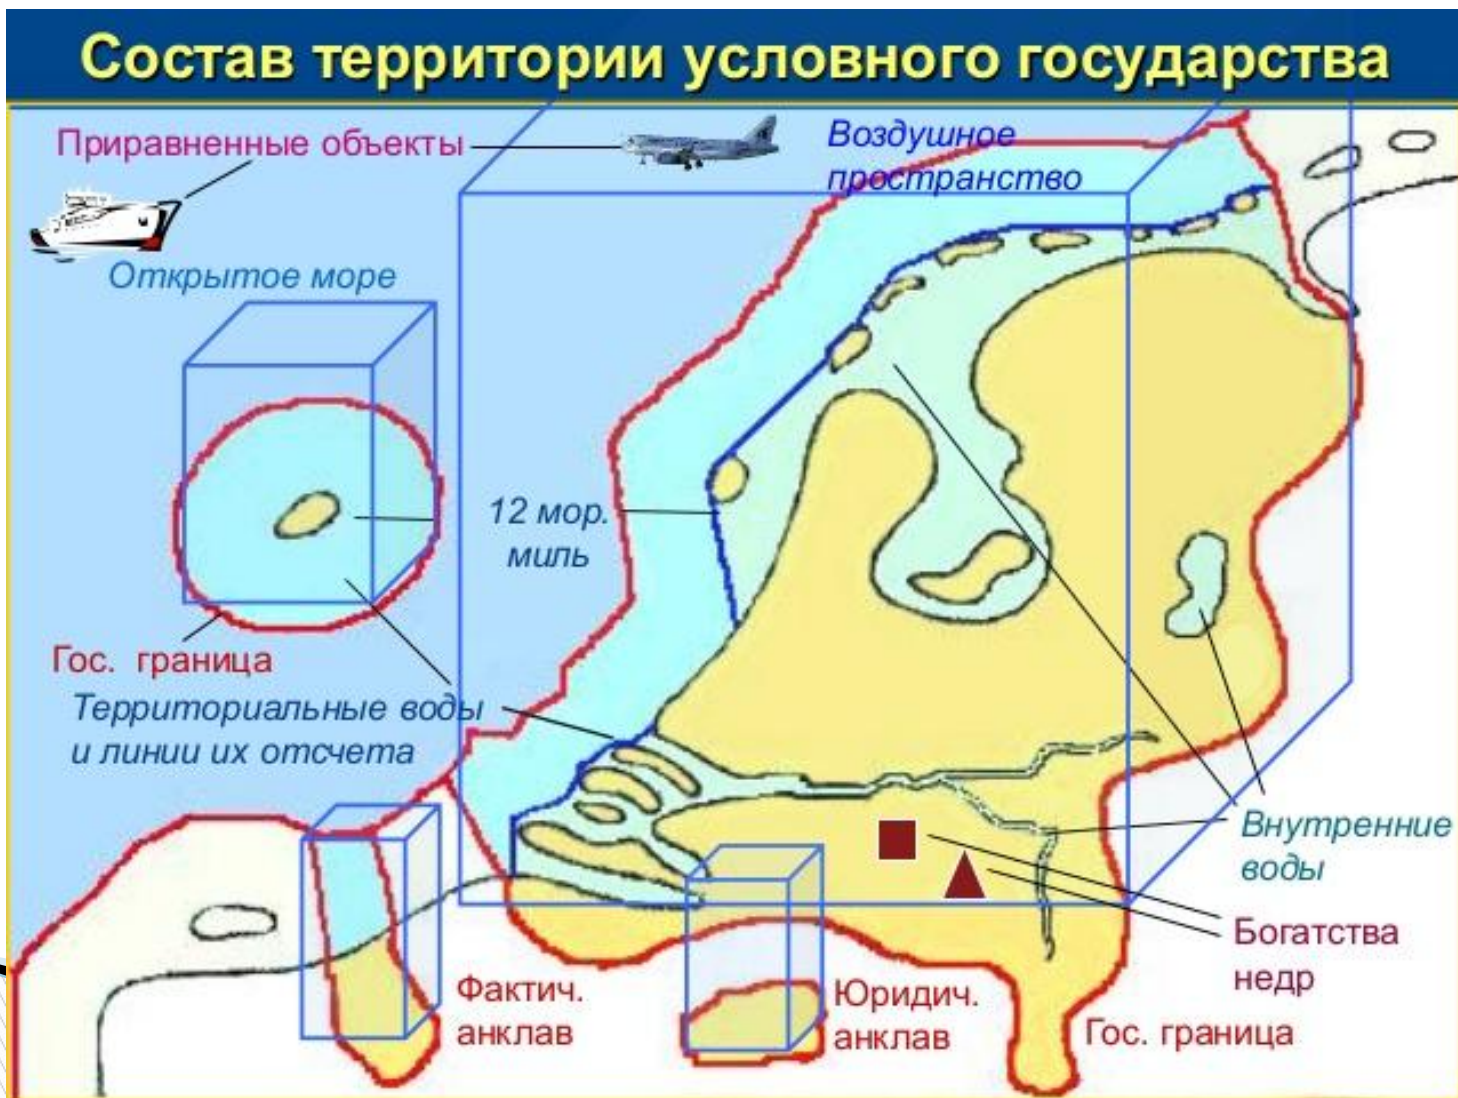 Состав территории условного государства
Приравненные объекты
Воздушное
пространство
Открытое море
12 мор.
миль
Гос. граница
Территориальные воды
и линии их отсчета
Внутренние
воды
Богатства
недр
Фактич.
анклав
Юридич.
анклав
Гос. граница